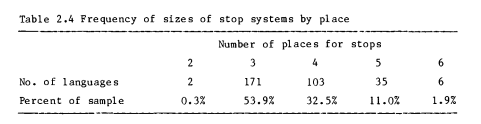 Table 2.4 Frequency of sizes of stop systems by place
Number of places for stops
2 3 4 5 6
No. of languages 2 171 103 35 6
Percent of sample 0.3% 53.9% 32.5% 11.0% 1.9%